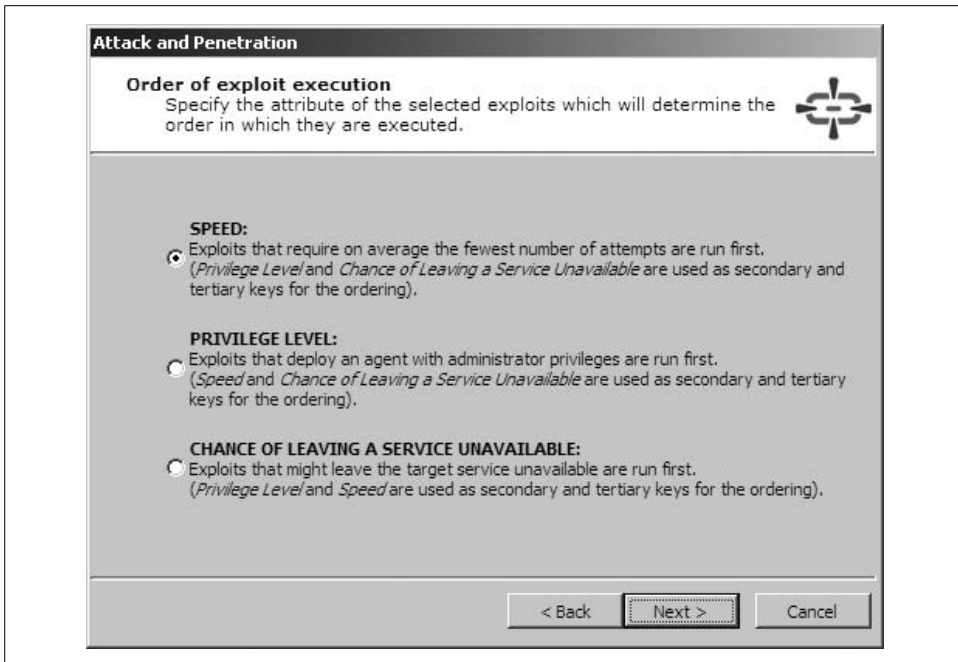 Attack and Penetration
Order of exploit execution
Specify the attribute of the selected exploits which will determine the
order in which they are executed.
SPEED:
Exploits that require on average the fewest number of attempts are run first.
(Privilege Level and Chance of Leaving a Service Unavailable are used as secondary and
tertiary keys for the ordering).
PRIVILEGE LEVEL:
Exploits that deploy an agent with administrator privileges are run first.
(Speed and Chance of Leaving a Service Unavailable are used as secondary and tertiary
keys for the ordering).
CHANCE OF LEAVING A SERVICE UNAVAILABLE:
Exploits that might leave the target service unavailable are run first.
(Privilege Level and Speed are used as secondary and tertiary keys for the ordering).
< Back Next > Cancel